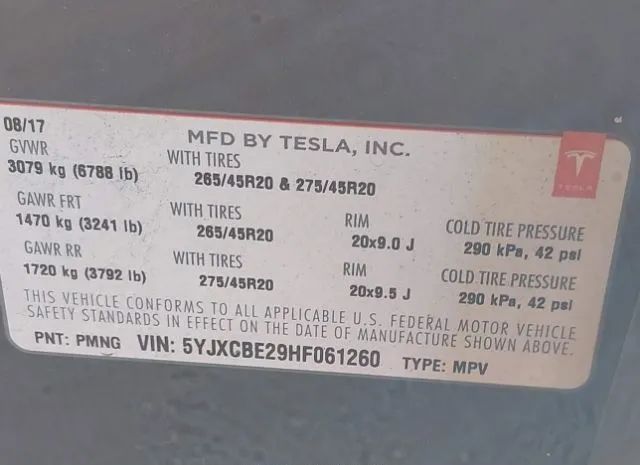 08/17
MFD BY TESLA, INC.
GVWR WITH TIRES
3079 kg (6788 lb) 265/45R20 & 275/45R20
TESLA
GAWR FRT WITH TIRES RIM COLD TIRE PRESSURE
1470 kg (3241 lb) 265/45R20 20x9.0 J 290 kPa, 42 psi
GAWR RR WITH TIRES RIM COLD TIRE PRESSURE
1720 kg (3792 lb) 275/45R20 20x9.5 J 290 kPa, 42 psi
THIS VEHICLE CONFORMS TO ALL APPLICABLE U.S. FEDERAL MOTOR VEHICLE
SAFETY STANDARDS IN EFFECT ON THE DATE OF MANUFACTURE SHOWN ABOVE.
PNT: PMNG VIN: 5YJXCBE29HF061260 TYPE: MPV